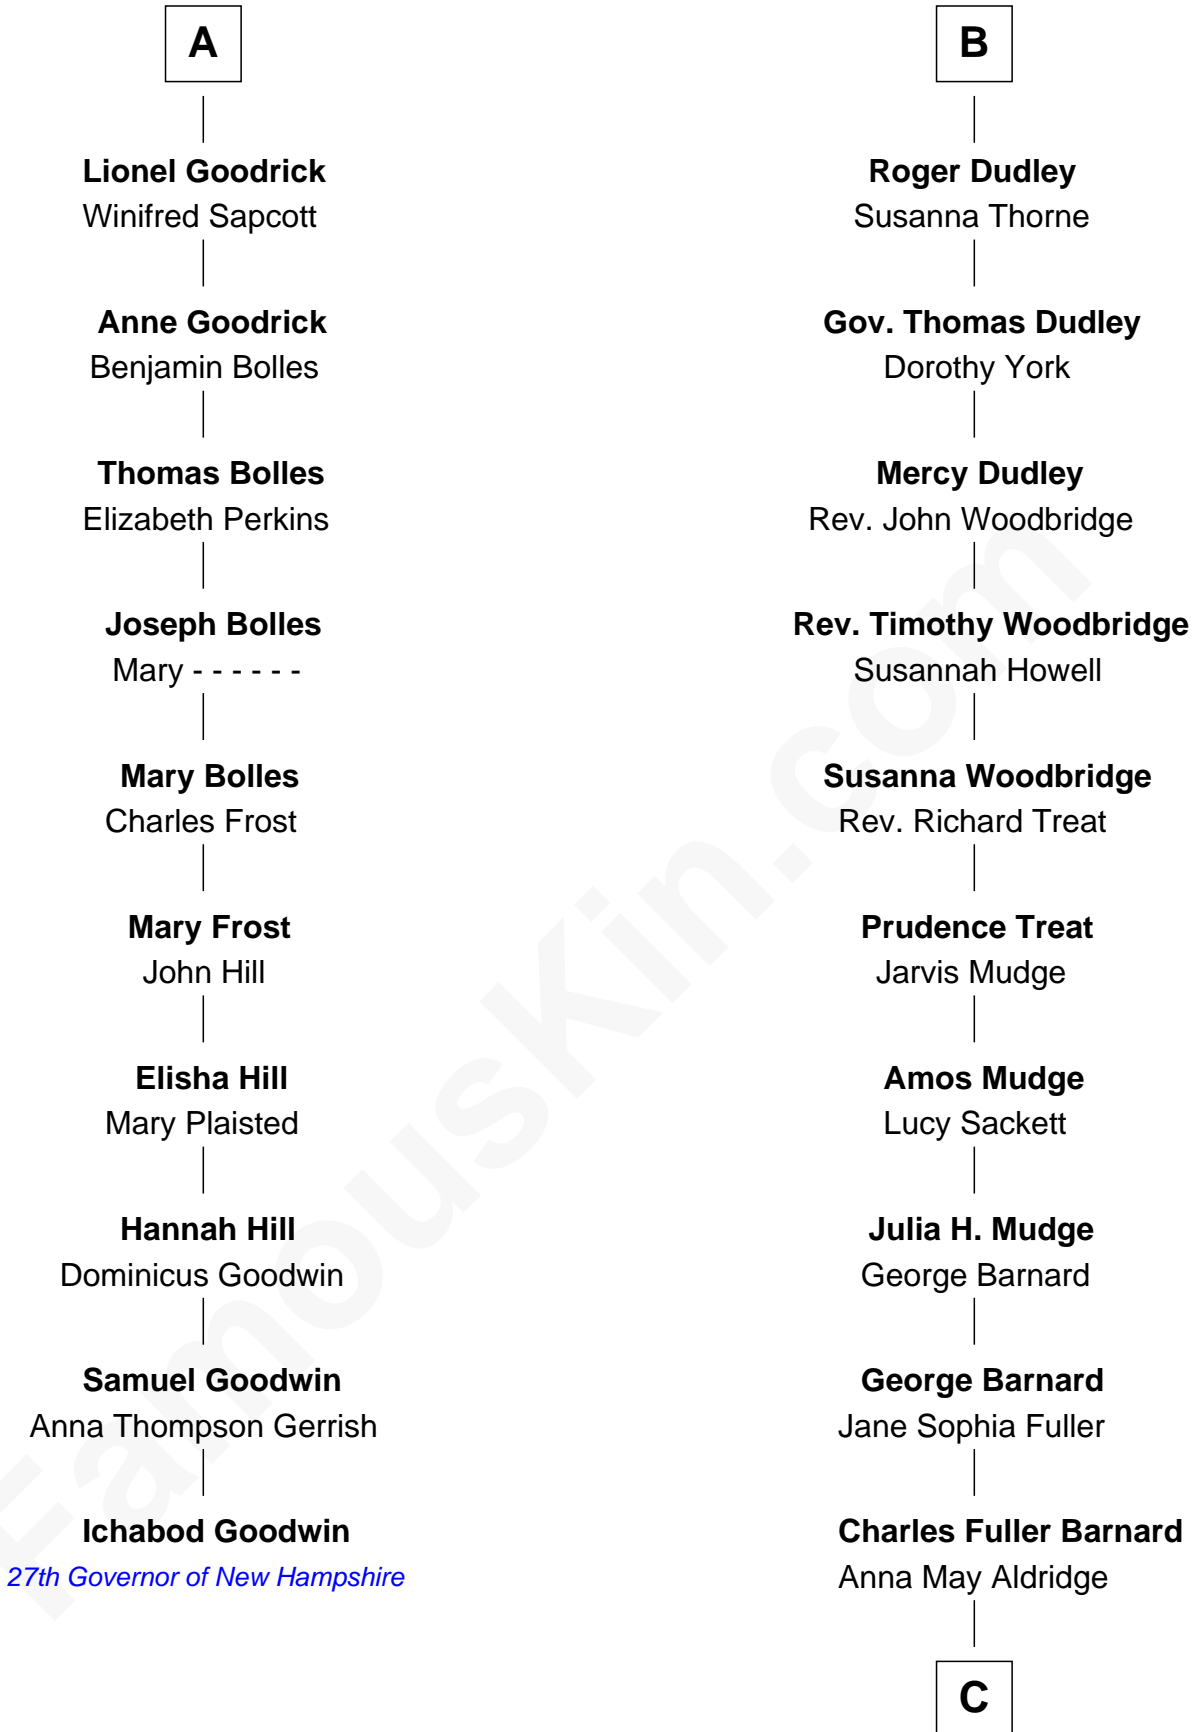 A
Lionel Goodrick
Winifred Sapcott
Anne Goodrick
Benjamin Bolles
Thomas Bolles
Elizabeth Perkins
Joseph Bolles
Mary - - - - - -
Mary Bolles
Charles Frost
Mary Frost
John Hill
Elisha Hill
Mary Plaisted
Hannah Hill
Dominicus Goodwin
Samuel Goodwin
Anna Thompson Gerrish
Ichabod Goodwin
27th Governor of New Hampshire
B
Roger Dudley
Susanna Thorne
Gov. Thomas Dudley
Dorothy York
Mercy Dudley
Rev. John Woodbridge
Rev. Timothy Woodbridge
Susannah Howell
Susanna Woodbridge
Rev. Richard Treat
Prudence Treat
Jarvis Mudge
Amos Mudge
Lucy Sackett
Julia H. Mudge
George Barnard
George Barnard
Jane Sophia Fuller
Charles Fuller Barnard
Anna May Aldridge
C
FamousKin.com